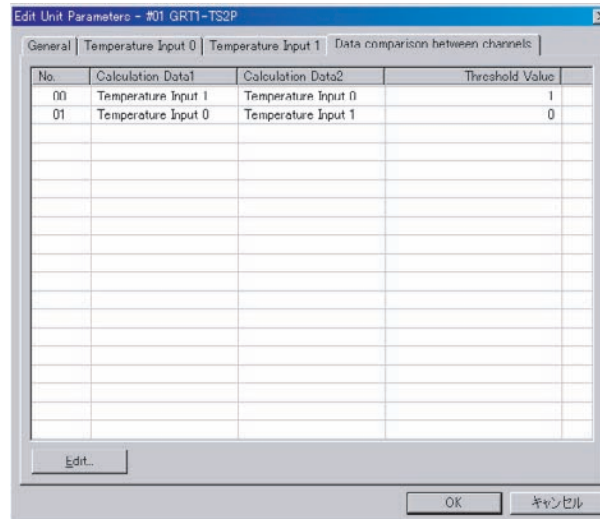 Edit Unit Parameters - #01 GRT1-TS2P
General Temperature Input 0 Temperature Input 1 Data comparison between channels
No. Calculation Data1 Calculation Data2 Threshold Value
00 Temperature Input 1 Temperature Input 0 1
01 Temperature Input 0 Temperature Input 1 0
Edit...
OK キャンセル